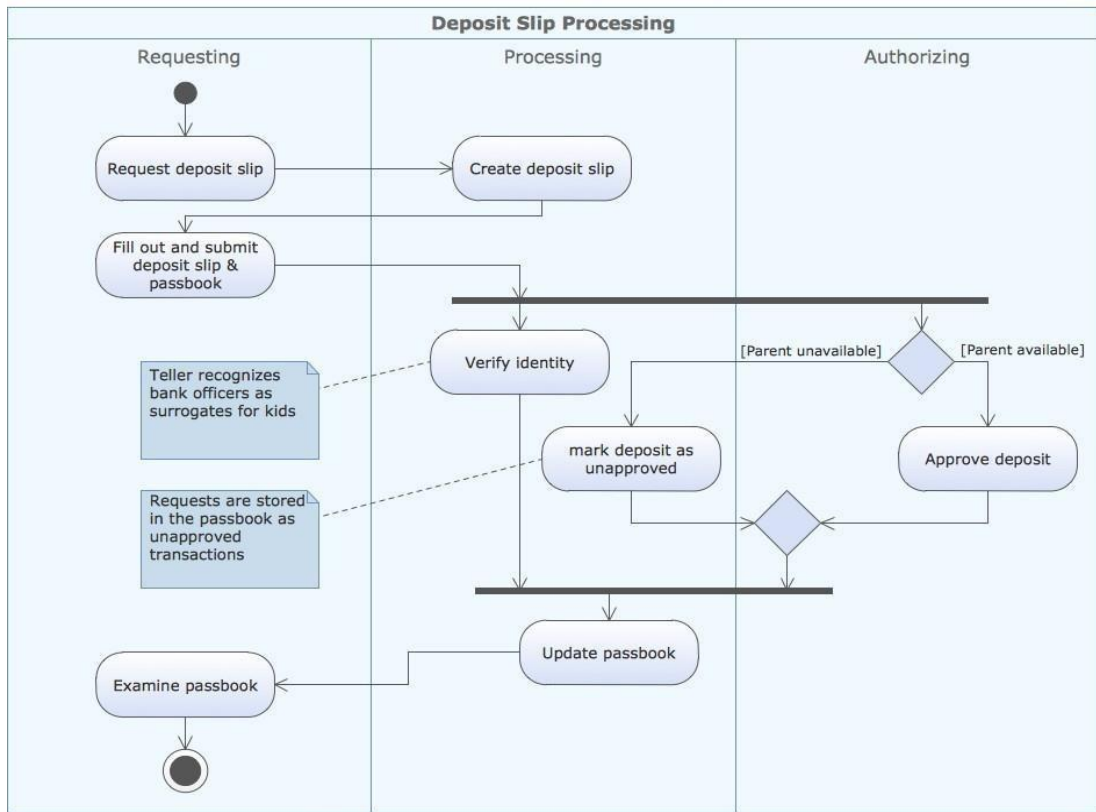 Deposit Slip Processing
Requesting
Processing
Authorizing
Request deposit slip
Create deposit slip
Fill out and submit
deposit slip &
passbook
Verify identity
[Parent unavailable]
[Parent available]
Teller recognizes
bank officers as
surrogates for kids
mark deposit as
unapproved
Approve deposit
Requests are stored
in the passbook as
unapproved
transactions
Update passbook
Examine passbook